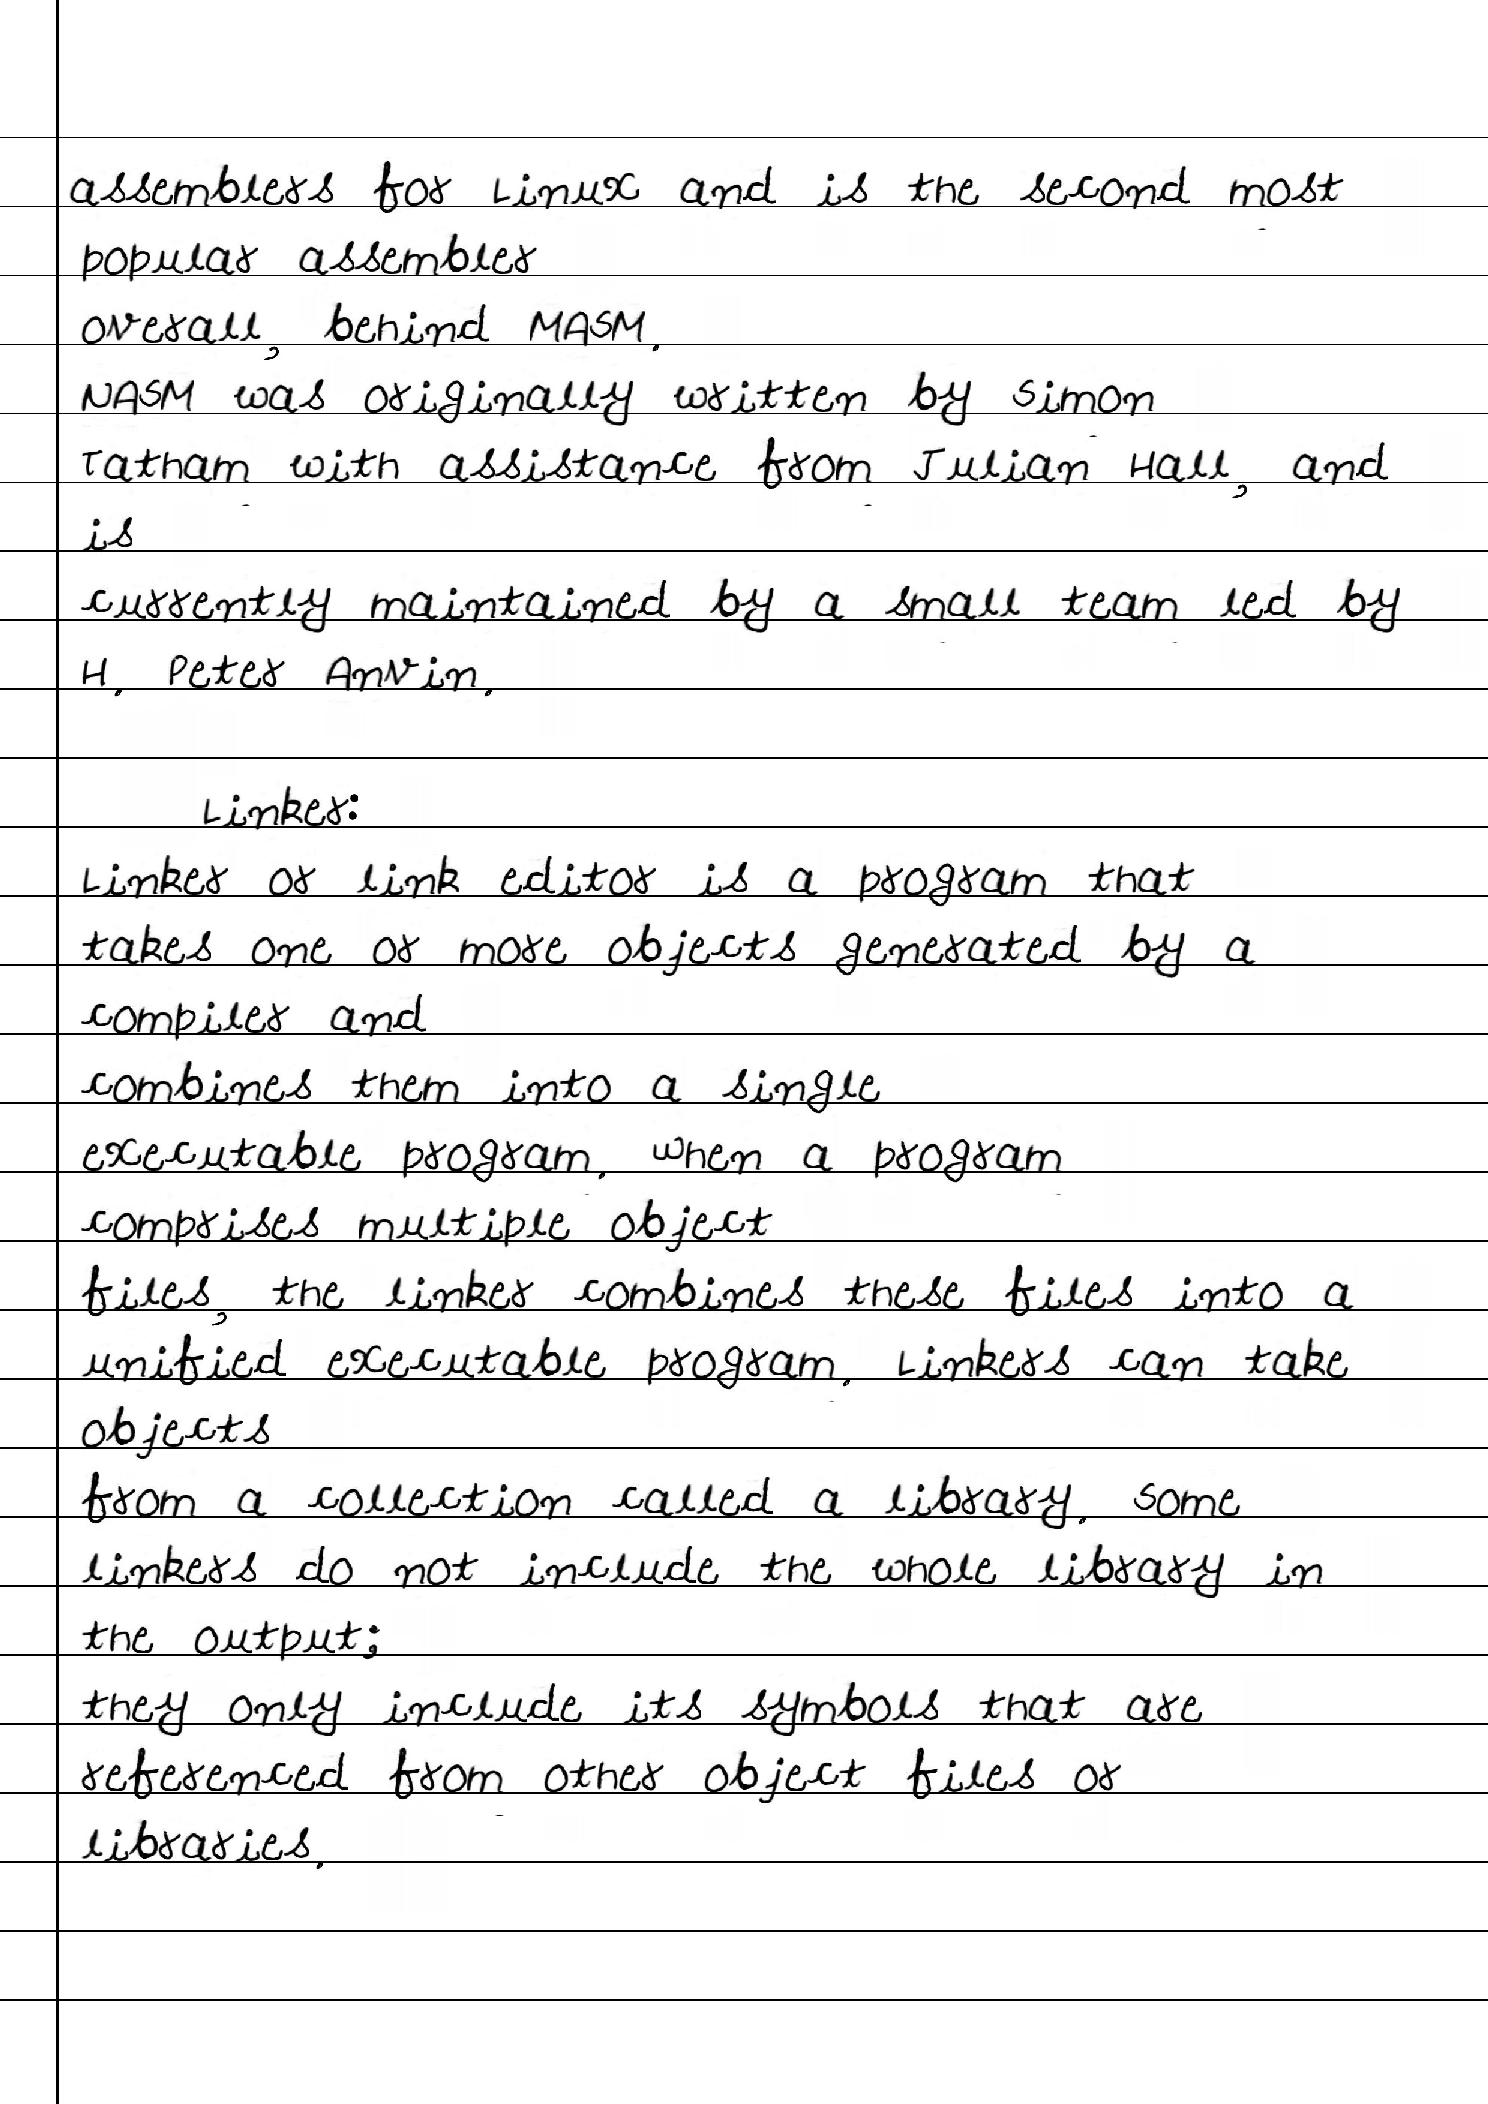 assemblers for Linux and is the second most
popular assembler
overall, behind MASM.
NASM was originally written by Simon
Tatham with assistance from Julian Hall, and
is
currently maintained by a small team led by
H. Peter Anvin.
Linker:
Linker or link editor is a program that
takes one or more objects generated by a
compiler and
combines them into a single
executable program. When a program
comprises multiple object
files, the linker combines these files into a
unified executable program. Linkers can take
objects
from a collection called a library. Some
linkers do not include the whole library in
the output;
they only include its symbols that are
referenced from other object files or
libraries.